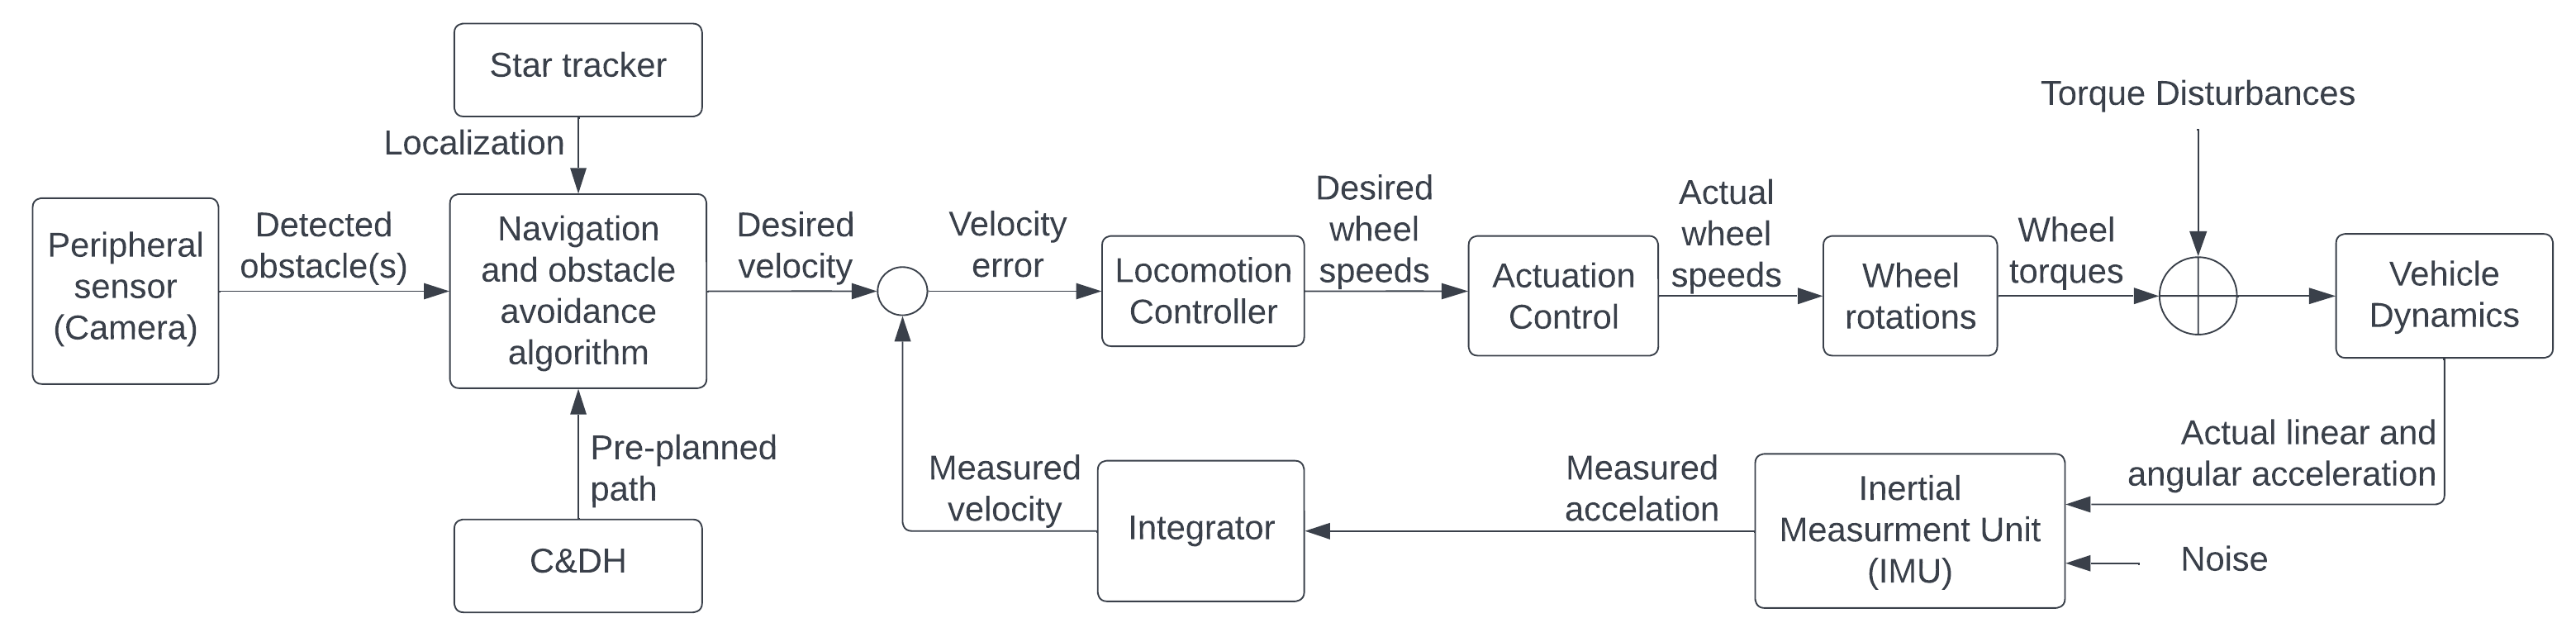 Star tracker
Localization
Peripheral
sensor
(Camera)
Detected
obstacle(s)
Navigation
and obstacle
avoidance
algorithm
Pre-planned
path
C&DH
Desired
velocity
Velocity
error
Locomotion
Controller
Desired
wheel
speeds
Actuation
Control
Actual
wheel
speeds
Wheel
rotations
Wheel
torques
Torque Disturbances
Vehicle
Dynamics
Actual linear and
angular acceleration
Inertial
Measurment Unit
(IMU)
Noise
Measured
accelation
Integrator
Measured
velocity